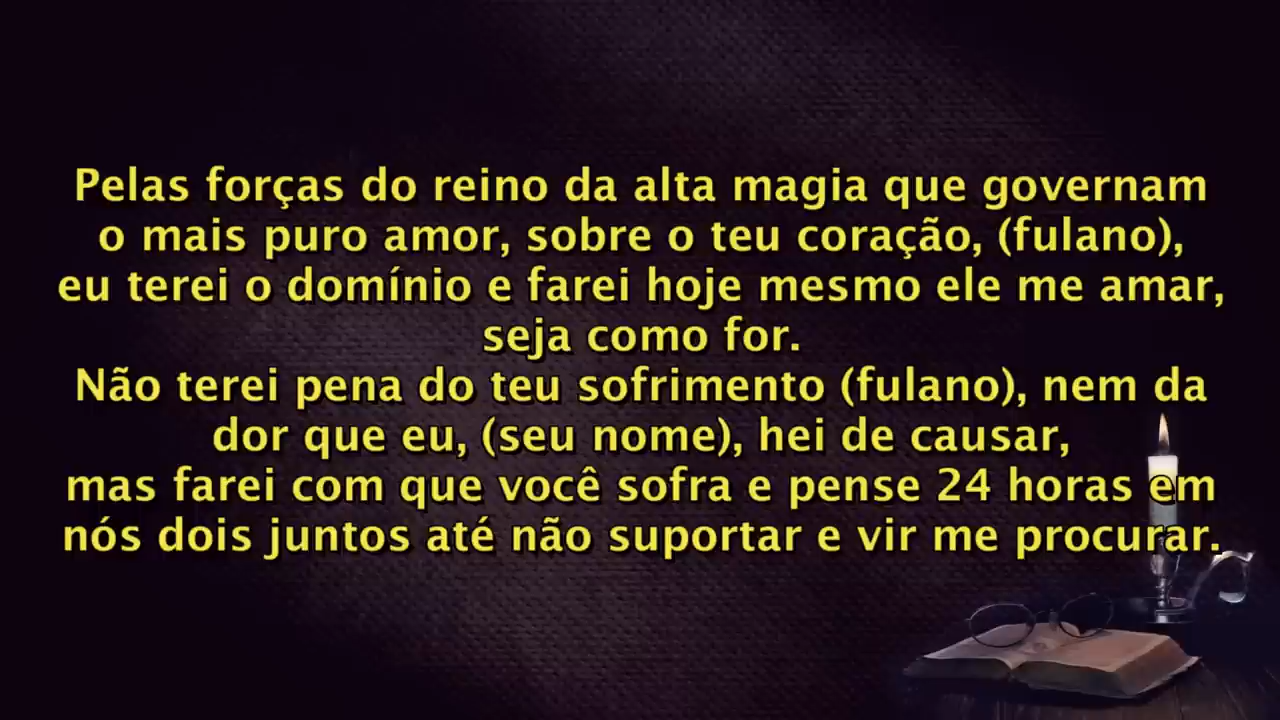 Pelas forças do reino da alta magia que governam
o mais puro amor, sobre o teu coração, (fulano),
eu terei o domínio e farei hoje mesmo ele me amar,
seja como for.
Não terei pena do teu sofrimento (fulano), nem da
dor que eu, (seu nome), hei de causar,
mas farei com que você sofra e pense 24 horas em
nós dois juntos até não suportar e vir me procurar.